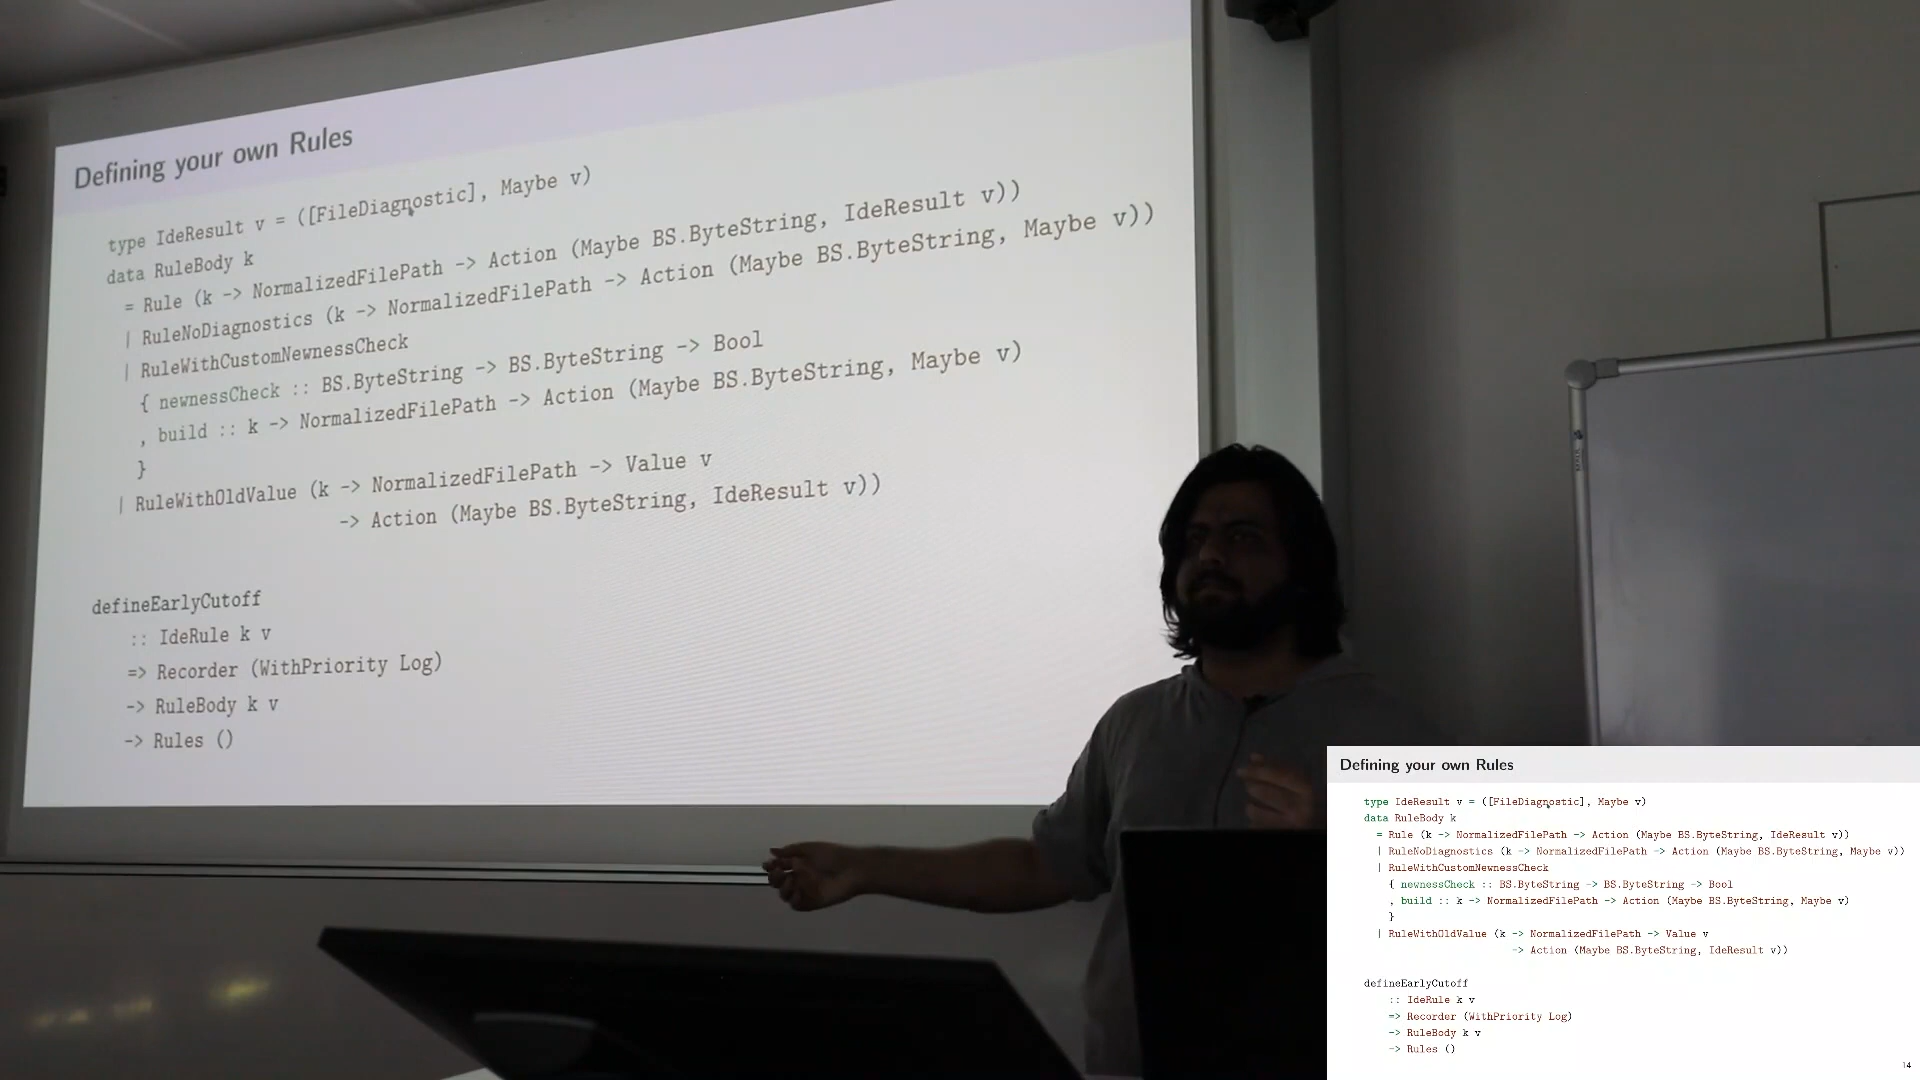 Defining your own Rules
type IdeResult v = ([FileDiagnostic], Maybe v)
data RuleBody k
= Rule (k -> NormalizedFilePath -> Action (Maybe BS.ByteString, IdeResult v))
| RuleNoDiagnostics (k -> NormalizedFilePath -> Action (Maybe BS.ByteString, Maybe v))
| RuleWithCustomNewnessCheck
{ newnessCheck :: BS.ByteString -> BS.ByteString -> Bool
, build :: k -> NormalizedFilePath -> Action (Maybe BS.ByteString, Maybe v)
}
| RuleWithOldValue (k -> NormalizedFilePath -> Value v
-> Action (Maybe BS.ByteString, IdeResult v))
defineEarlyCutoff
:: IdeRule k v
=> Recorder (WithPriority Log)
-> RuleBody k v
-> Rules ()
Defining your own Rules
type IdeResult v = ([FileDiagnostic], Maybe v)
data RuleBody k
= Rule (k -> NormalizedFilePath -> Action (Maybe BS.ByteString, IdeResult v))
| RuleNoDiagnostics (k -> NormalizedFilePath -> Action (Maybe BS.ByteString, Maybe v))
| RuleWithCustomNewnessCheck
{ newnessCheck :: BS.ByteString -> BS.ByteString -> Bool
, build :: k -> NormalizedFilePath -> Action (Maybe BS.ByteString, Maybe v)
}
| RuleWithOldValue (k -> NormalizedFilePath -> Value v
-> Action (Maybe BS.ByteString, IdeResult v))
defineEarlyCutoff
:: IdeRule k v
=> Recorder (WithPriority Log)
-> RuleBody k v
-> Rules ()
14